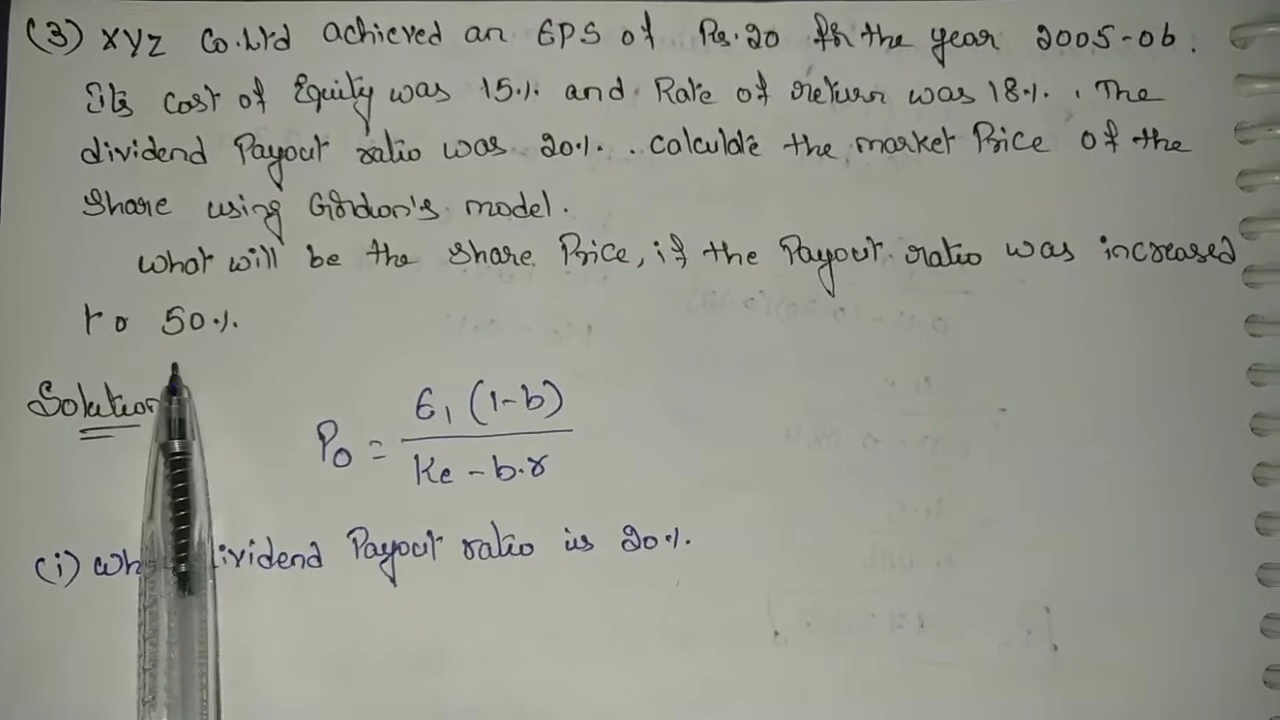 (3) XYZ Co.Ltd achieved an EPS of Rs.20 for the year 2005-06.
Its cost of Equity was 15%. and Rate of return was 18%. . The
dividend Payout ratio was 20%. . calculate the market Price of the
Share using Gordon's model.
What will be the share Price, if the Payout ratio was increased
to 50%.
Solution
P₀ = E₁ (1-b)
Ke - b.r
(i) dividend Payout ratio is 20%.